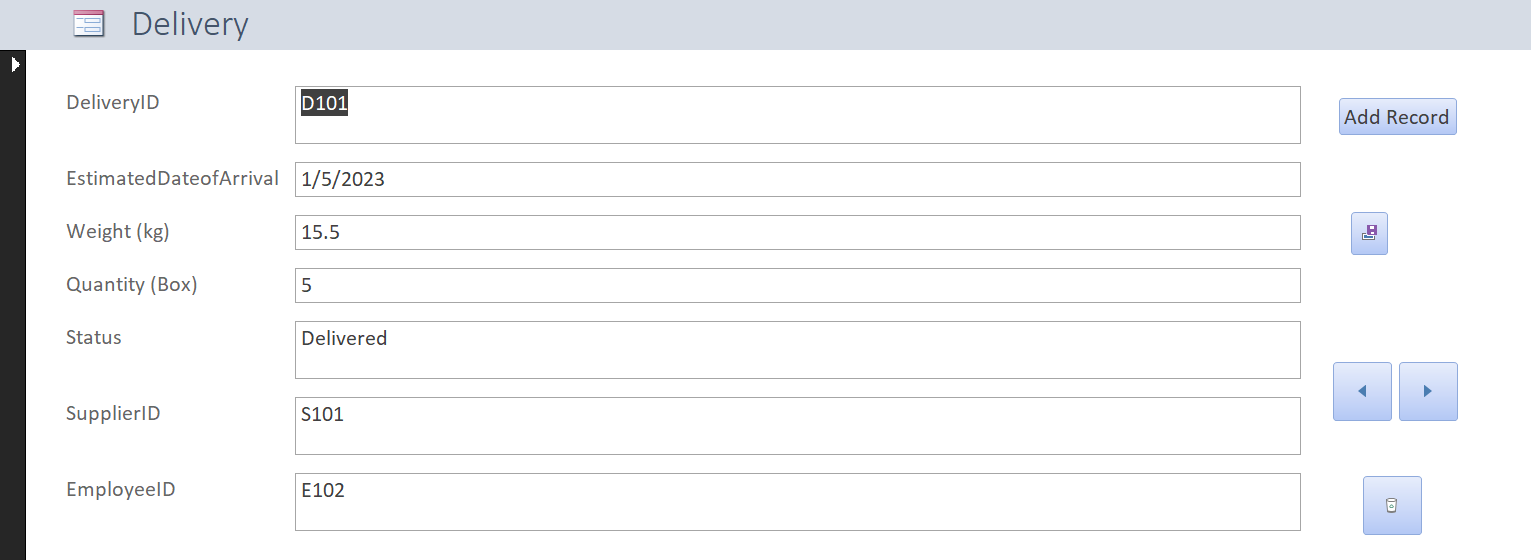 Delivery
DeliveryID D101
Add Record
EstimatedDateofArrival 1/5/2023
Weight (kg) 15.5
Quantity (Box) 5
Status Delivered
SupplierID S101
EmployeeID E102